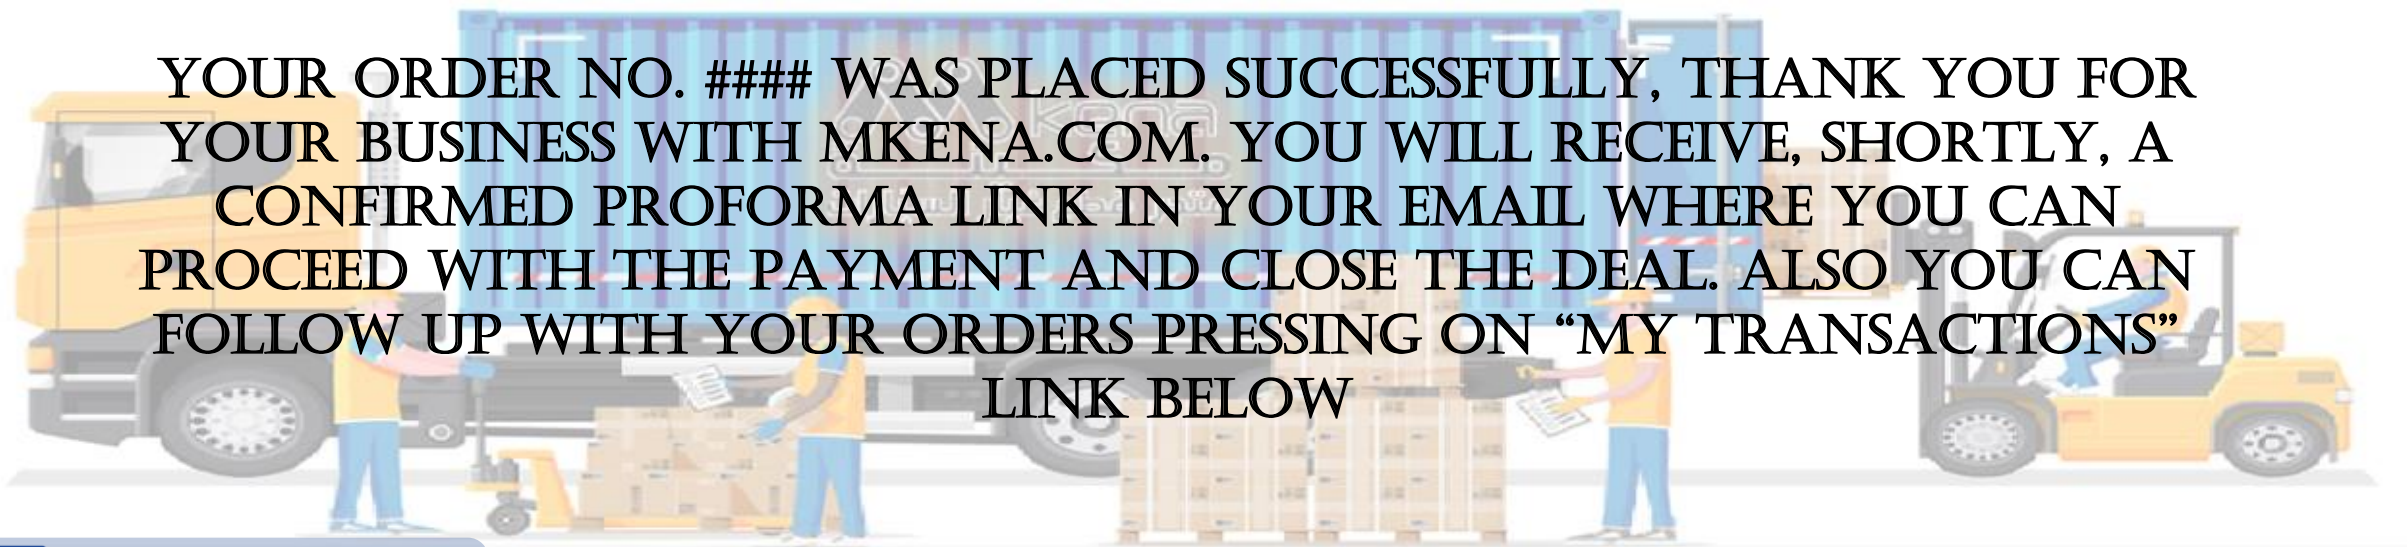 YOUR ORDER NO. #### WAS PLACED SUCCESSFULLY, THANK YOU FOR
YOUR BUSINESS WITH MKENA.COM. YOU WILL RECEIVE, SHORTLY, A
CONFIRMED PROFORMA LINK IN YOUR EMAIL WHERE YOU CAN
PROCEED WITH THE PAYMENT AND CLOSE THE DEAL. ALSO YOU CAN
FOLLOW UP WITH YOUR ORDERS PRESSING ON “MY TRANSACTIONS”
LINK BELOW